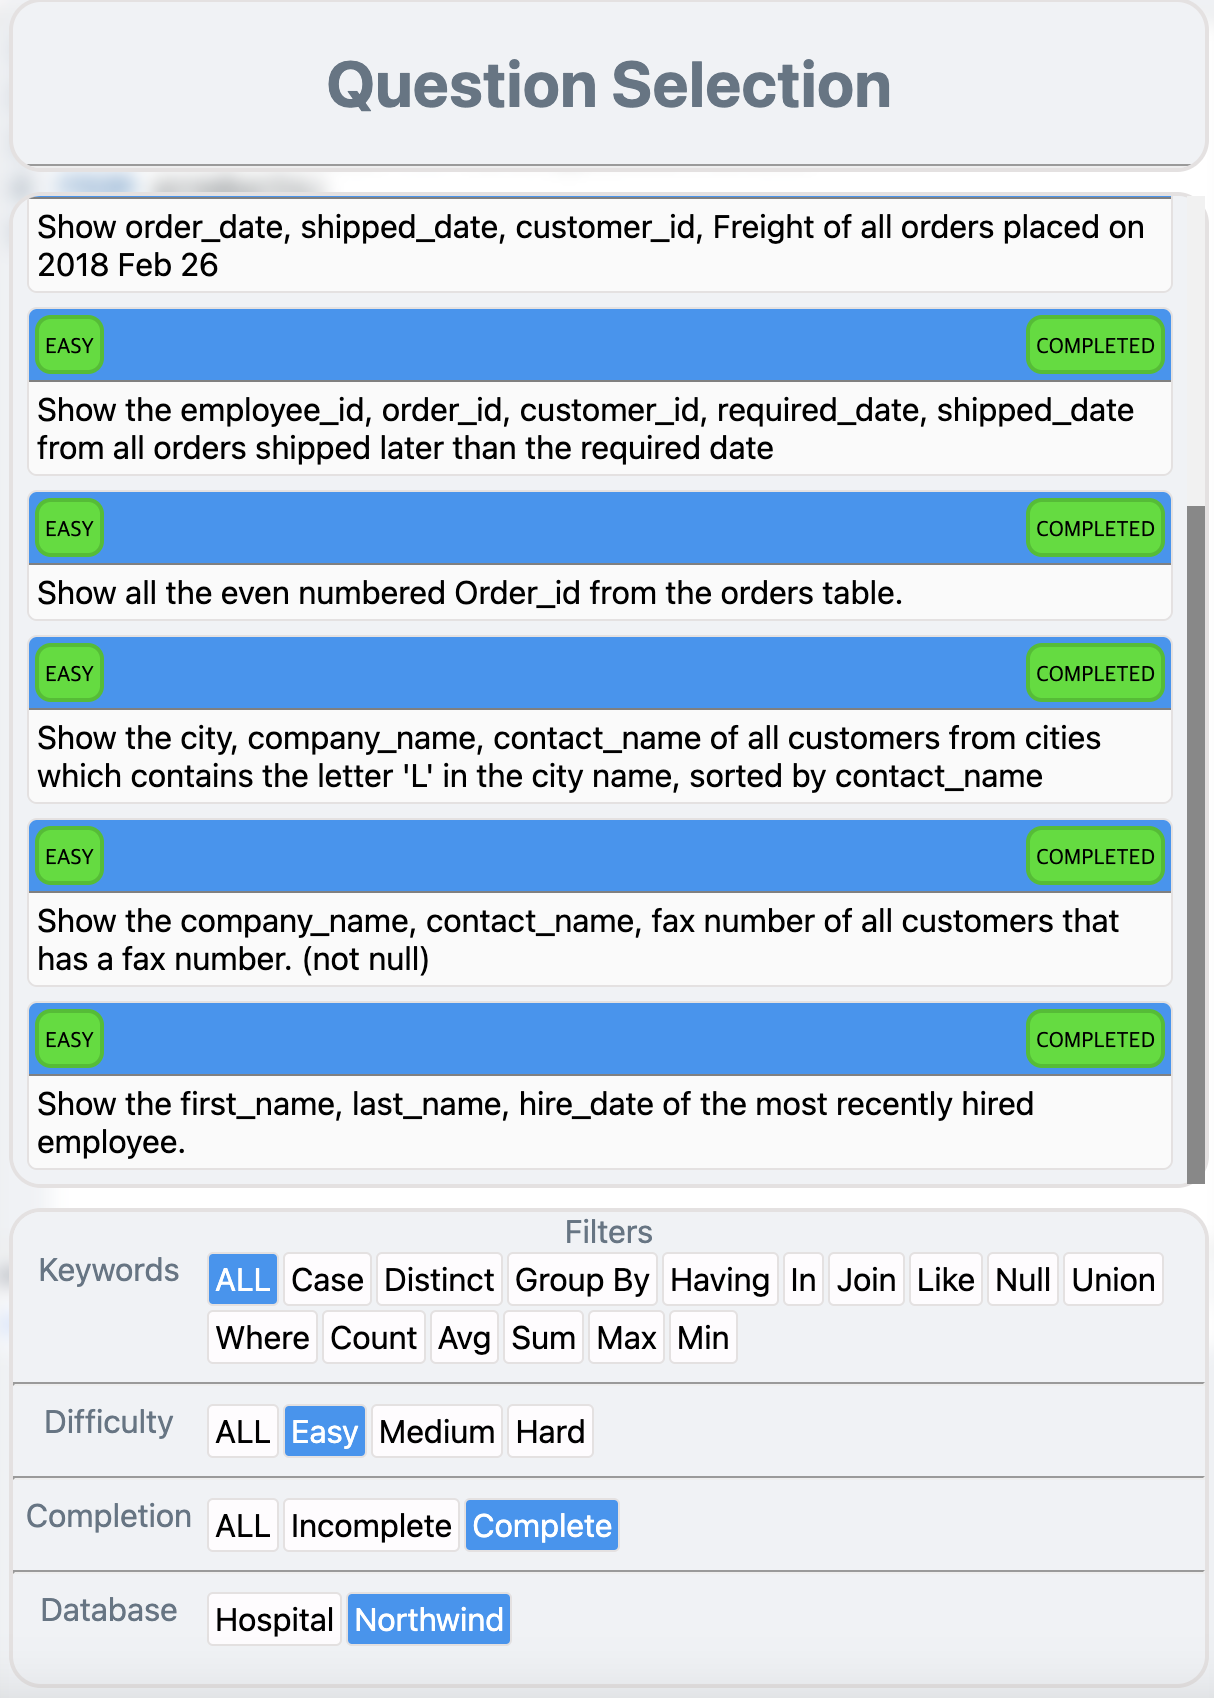 Question Selection
Show order_date, shipped_date, customer_id, Freight of all orders placed on
2018 Feb 26
EASY COMPLETED
Show the employee_id, order_id, customer_id, required_date, shipped_date
from all orders shipped later than the required date
EASY COMPLETED
Show all the even numbered Order_id from the orders table.
EASY COMPLETED
Show the city, company_name, contact_name of all customers from cities
which contains the letter 'L' in the city name, sorted by contact_name
EASY COMPLETED
Show the company_name, contact_name, fax number of all customers that
has a fax number. (not null)
EASY COMPLETED
Show the first_name, last_name, hire_date of the most recently hired
employee.
Filters
Keywords ALL Case Distinct Group By Having In Join Like Null Union
Where Count Avg Sum Max Min
Difficulty ALL Easy Medium Hard
Completion ALL Incomplete Complete
Database Hospital Northwind